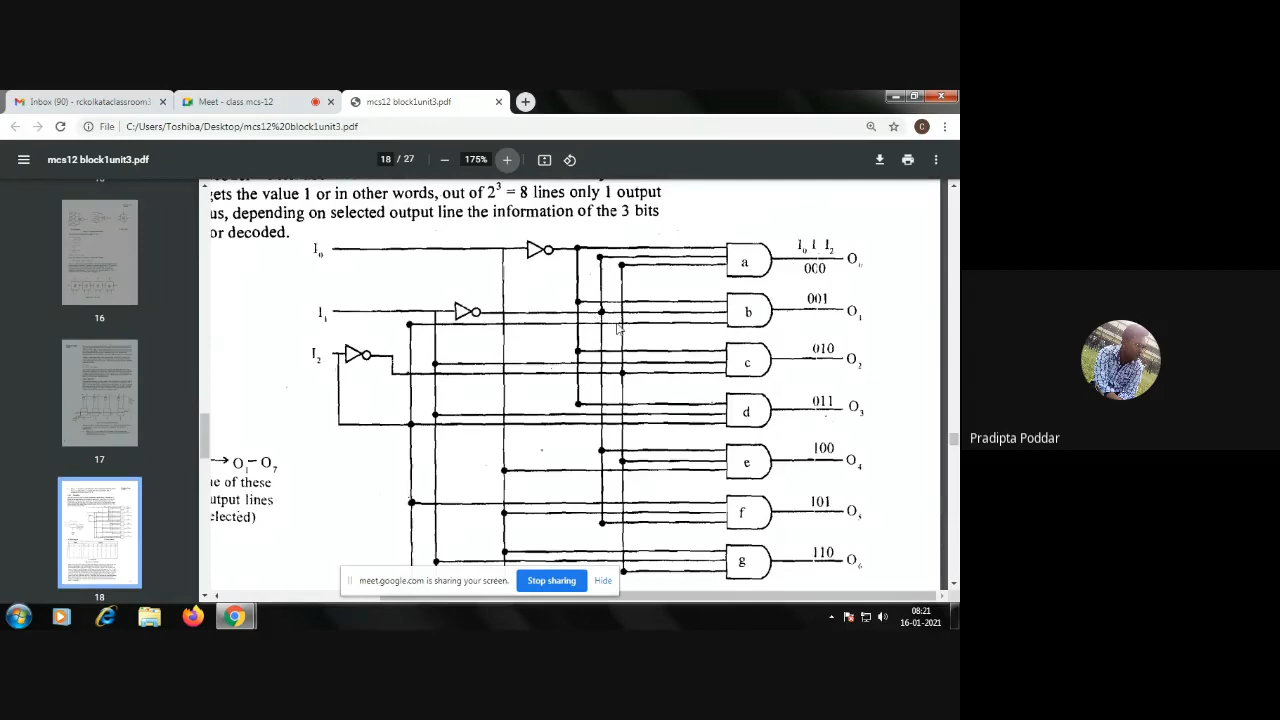 Inbox (90) - rckolkataclassroom
Meet - class mcs-12
mcs12 block1unit3.pdf
File
C:/Users/Toshiba/Desktop/mcs12%20block1unit3.pdf
mcs12 block1unit3.pdf
18 / 27
175%
gets the value 1 or in other words, out of 2³ = 8 lines only 1 output
us, depending on selected output line the information of the 3 bits
or decoded.
I₀
a
I₀ I I₂
000
O
b
001
O₁
I₁
I₂
c
010
O₂
d
011
O₃
→ O₁– O₇
e
100
O₄
ne of these
utput lines
elected)
f
101
O₅
g
110
O₆
16
17
18
meet.google.com is sharing your screen.
Stop sharing
Hide
08:21
16-01-2021
Pradipta Poddar